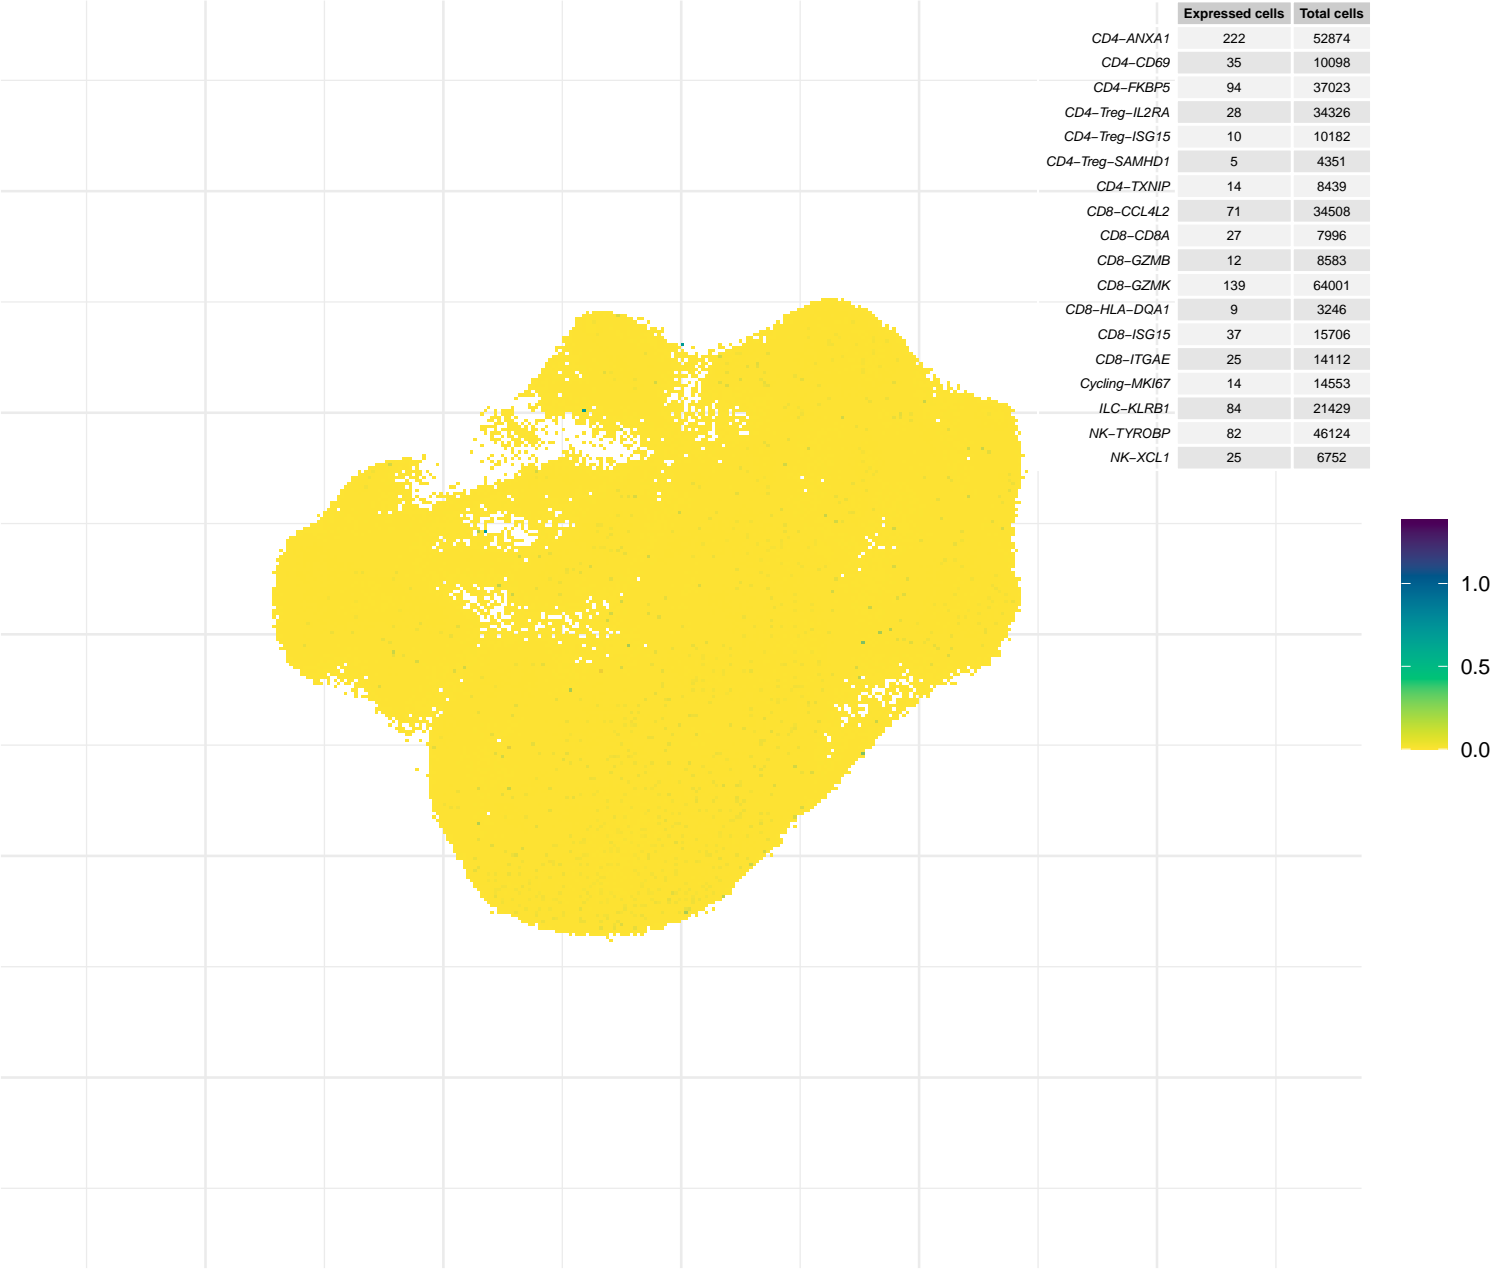 Expressed cells Total cells
CD4−ANXA1 222 52874
CD4−CD69 35 10098
CD4−FKBP5 94 37023
CD4−Treg−IL2RA 28 34326
CD4−Treg−ISG15 10 10182
CD4−Treg−SAMHD1 5 4351
CD4−TXNIP 14 8439
CD8−CCL4L2 71 34508
CD8−CD8A 27 7996
CD8−GZMB 12 8583
CD8−GZMK 139 64001
CD8−HLA−DQA1 9 3246
CD8−ISG15 37 15706
CD8−ITGAE 25 14112
Cycling−MKI67 14 14553
ILC−KLRB1 84 21429
NK−TYROBP 82 46124
NK−XCL1 25 6752
1.0
0.5
0.0